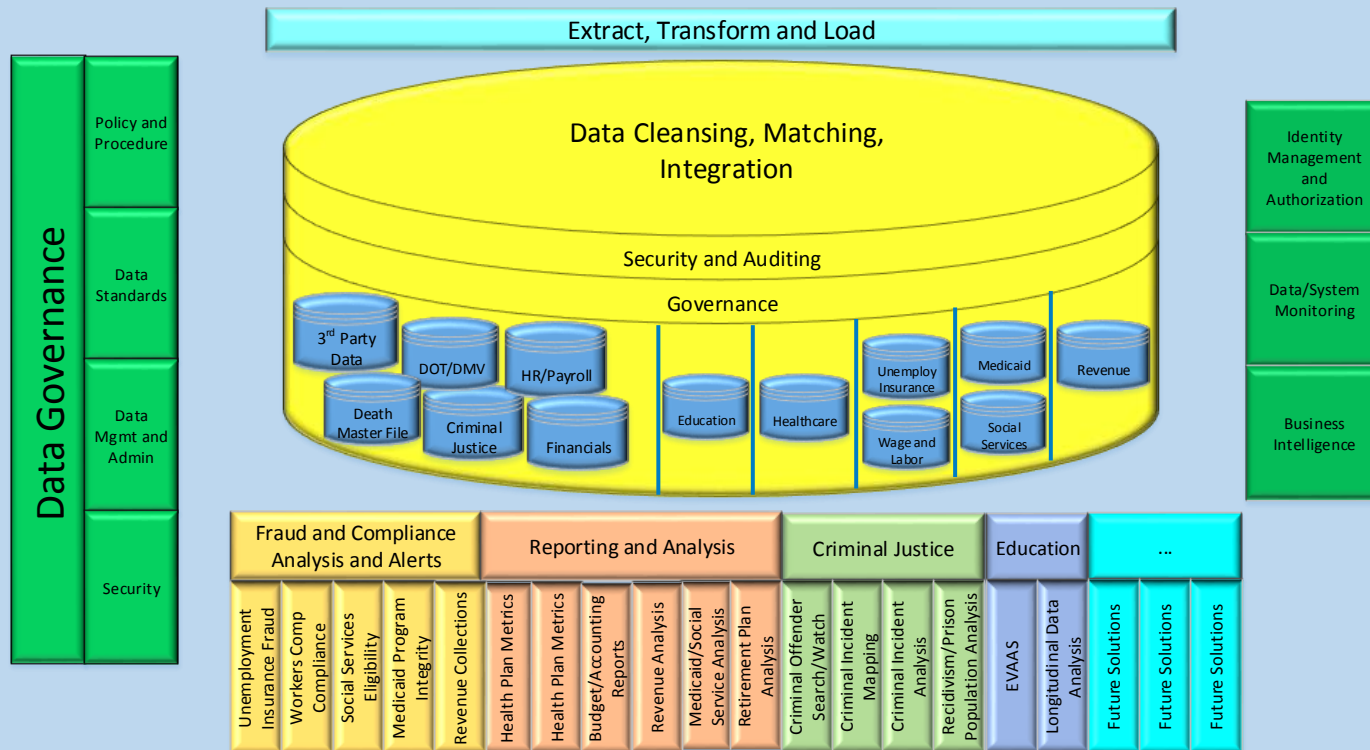 Extract, Transform and Load
Data Governance
Policy and
Procedure
Data
Standards
Data
Mgmt and
Admin
Security
Data Cleansing, Matching,
Integration
Security and Auditing
Governance
3rd Party
Data
DOT/DMV
HR/Payroll
Death
Master File
Criminal
Justice
Financials
Education
Healthcare
Unemploy
Insurance
Wage and
Labor
Medicaid
Social
Services
Revenue
Identity
Management
and
Authorization
Data/System
Monitoring
Business
Intelligence
Fraud and Compliance
Analysis and Alerts
Unemployment
Insurance Fraud
Workers Comp
Compliance
Social Services
Eligibility
Medicaid Program
Integrity
Revenue Collections
Reporting and Analysis
Health Plan Metrics
Health Plan Metrics
Budget/Accounting
Reports
Revenue Analysis
Medicaid/Social
Service Analysis
Retirement Plan
Analysis
Criminal Justice
Criminal Offender
Search/Watch
Criminal Incident
Mapping
Criminal Incident
Analysis
Recidivism/Prison
Population Analysis
Education
EVAAS
Longitudinal Data
Analysis
...
Future Solutions
Future Solutions
Future Solutions